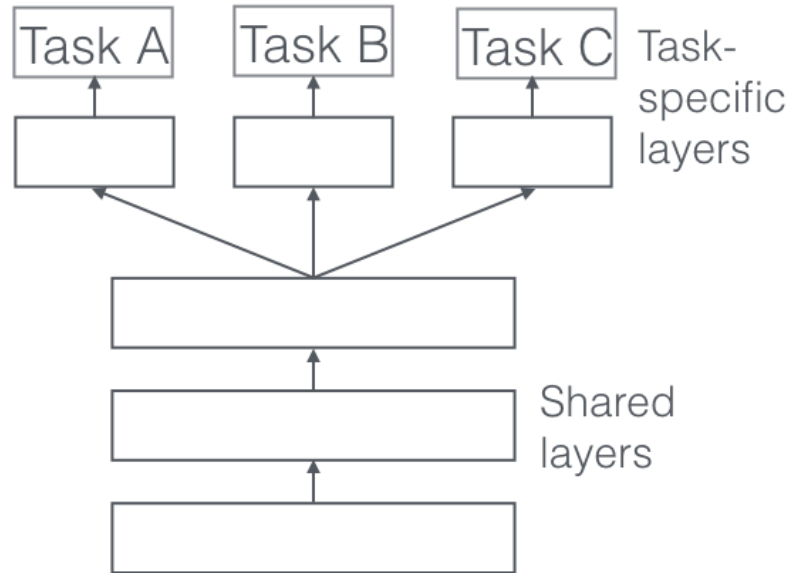 Task A
Task B
Task C
Task-
specific
layers
Shared
layers